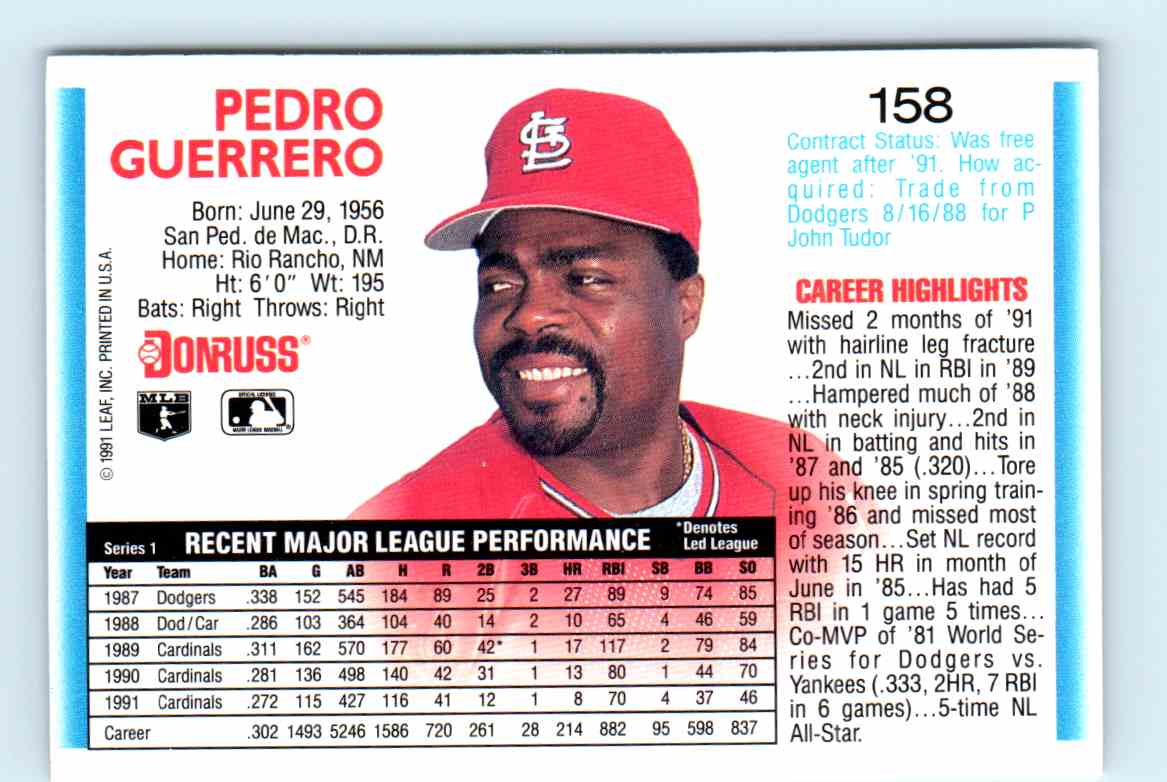 PEDRO
GUERRERO
Born: June 29, 1956
San Ped. de Mac., D.R.
Home: Rio Rancho, NM
Ht: 6'0" Wt: 195
Bats: Right Throws: Right
DONRUSS®
MLB
OFFICIAL LICENSEE
MAJOR LEAGUE BASEBALL
© 1991 LEAF, INC. PRINTED IN U.S.A.
StL
158
Contract Status: Was free
agent after '91. How ac-
quired: Trade from
Dodgers 8/16/88 for P
John Tudor
CAREER HIGHLIGHTS
Missed 2 months of '91
with hairline leg fracture
...2nd in NL in RBI in '89
...Hampered much of '88
with neck injury...2nd in
NL in batting and hits in
'87 and '85 (.320)...Tore
up his knee in spring train-
ing '86 and missed most
of season...Set NL record
with 15 HR in month of
June in '85...Has had 5
RBI in 1 game 5 times...
Co-MVP of '81 World Se-
ries for Dodgers vs.
Yankees (.333, 2HR, 7 RBI
in 6 games)...5-time NL
All-Star.
Series 1 RECENT MAJOR LEAGUE PERFORMANCE *Denotes
Led League
Year Team BA G AB H R 2B 3B HR RBI SB BB SO
1987 Dodgers .338 152 545 184 89 25 2 27 89 9 74 85
1988 Dod/Car .286 103 364 104 40 14 2 10 65 4 46 59
1989 Cardinals .311 162 570 177 60 42* 1 17 117 2 79 84
1990 Cardinals .281 136 498 140 42 31 1 13 80 1 44 70
1991 Cardinals .272 115 427 116 41 12 1 8 70 4 37 46
Career .302 1493 5246 1586 720 261 28 214 882 95 598 837